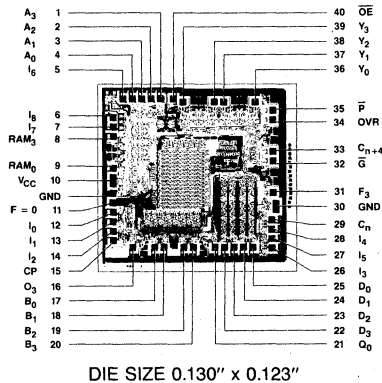 A3 1
A2 2
A1 3
A0 4
I6 5
I8 6
I7 7
RAM3 8
RAM0 9
VCC 10
GND
F = 0 11
I0 12
I1 13
I2 14
CP 15
O3 16
B0 17
B1 18
B2 19
B3 20
40 O̅E̅
39 Y3
38 Y2
37 Y1
36 Y0
35 P̅
34 OVR
33 Cn+4
32 G̅
31 F3
30 GND
29 Cn
28 I4
27 I5
26 I3
25 D0
24 D1
23 D2
22 D3
21 Q0
DIE SIZE 0.130" x 0.123"